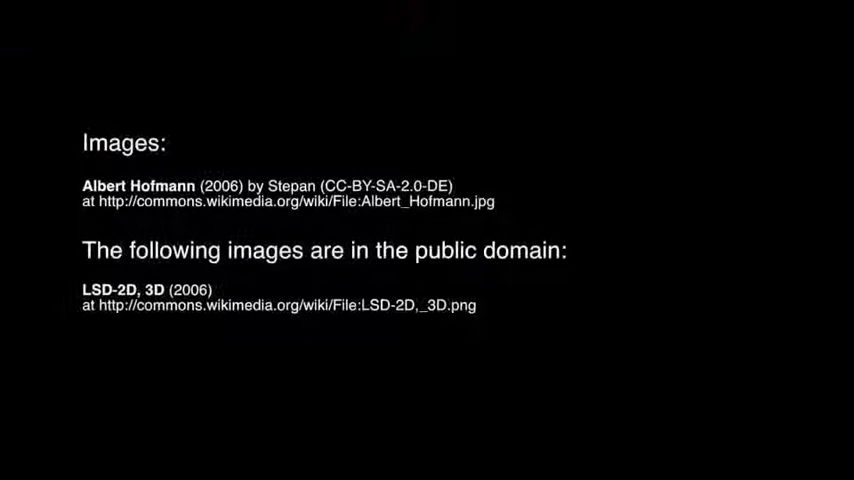 Images:
Albert Hofmann (2006) by Stepan (CC-BY-SA-2.0-DE)
at http://commons.wikimedia.org/wiki/File:Albert_Hofmann.jpg
The following images are in the public domain:
LSD-2D, 3D (2006)
at http://commons.wikimedia.org/wiki/File:LSD-2D,_3D.png